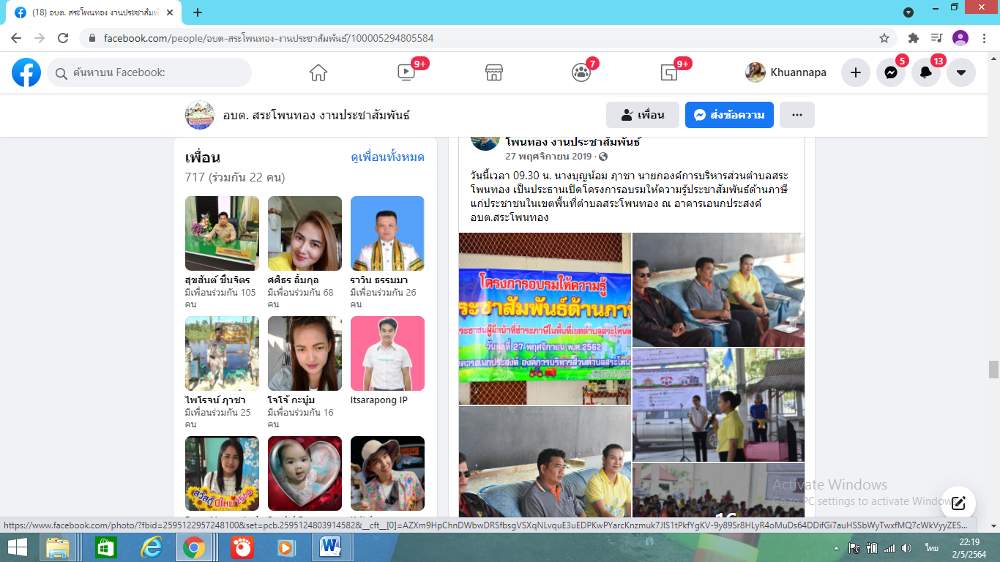 (18) อบต. สระโพนทอง งานประชาสัมพั
facebook.com/people/อบต-สระโพนทอง-งานประชาสัมพันธ์/100005294805584
ค้นหาบน Facebook:
9+
7
9+
Khuannapa
5
13
อบต. สระโพนทอง งานประชาสัมพันธ์
เพื่อน
ส่งข้อความ
เพื่อน
ดูเพื่อนทั้งหมด
717 (ร่วมกัน 22 คน)
สุขสันต์ ชื่นจิตร
มีเพื่อนร่วมกัน 105
คน
ศศิธร ลิ้มกุล
มีเพื่อนร่วมกัน 68
คน
ราวิน ธรรมมา
มีเพื่อนร่วมกัน 26
คน
ไพโรจน์ ภาชา
มีเพื่อนร่วมกัน 25
คน
โจโจ้ กะบุ๋ม
มีเพื่อนร่วมกัน 16
คน
Itsarapong IP
สวัสดี
ปีใหม่ 2565
โพนทอง งานประชาสัมพันธ์
27 พฤศจิกายน 2019 ·
วันนี้เวลา 09.30 น. นางบุญน้อม ภาชา นายกองค์การบริหารส่วนตำบลสระ
โพนทอง เป็นประธานเปิดโครงการอบรมให้ความรู้ประชาสัมพันธ์ด้านภาษี
แก่ประชาชนในเขตพื้นที่ตำบลสระโพนทอง ณ อาคารเอนกประสงค์
อบต.สระโพนทอง
โครงการอบรมให้ความรู้
ระชาสัมพันธ์ด้านภาษี
ระชาชนผู้มีหน้าที่ชำระภาษีในพื้นที่เขตตำบลสระโพนท
วันพุธที่ 27 พฤศจิกายน พ.ศ.2562
าคารเอนกประสงค์ องค์การบริหารส่วนตำบลสระโพน
Activate Windows
Go to PC settings to activate Windows
https://www.facebook.com/photo/?fbid=2595122957248100&set=pcb.2595124803914582&__cft__[0]=AZXm9HpChnDWbwDRSfbsgVSXqNLvquE3uEDPKwPYarcKnzmuk7JIS1tPkfYgKV-9y89Sr8HLyR4oMuDs64DDifGi7auHSSbWyTwxfMQ7cWkVyyZES...
ไทย
22:19
2/5/2564